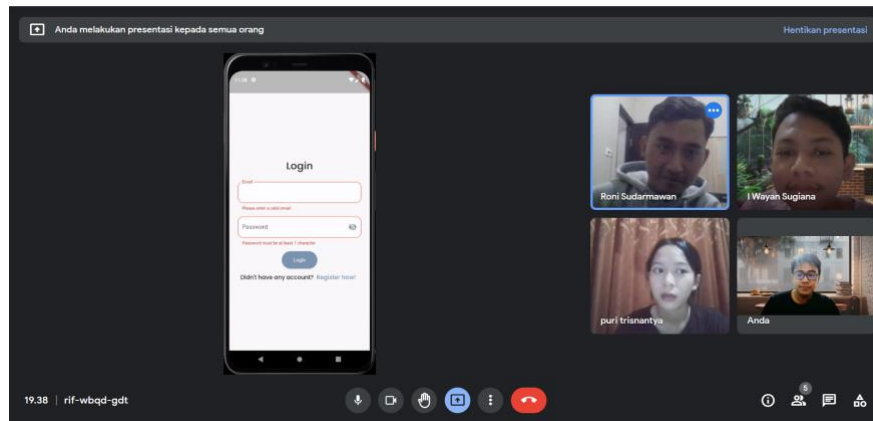 Anda melakukan presentasi kepada semua orang
Hentikan presentasi
Login
Email
Please enter a valid email
Password
Password must be at least 1 character
Login
Didn't have any account? Register Now!
Roni Sudarmawan
I Wayan Sugiana
puri trisnantya
Anda
19.38 | rif-wbqd-gdt
5